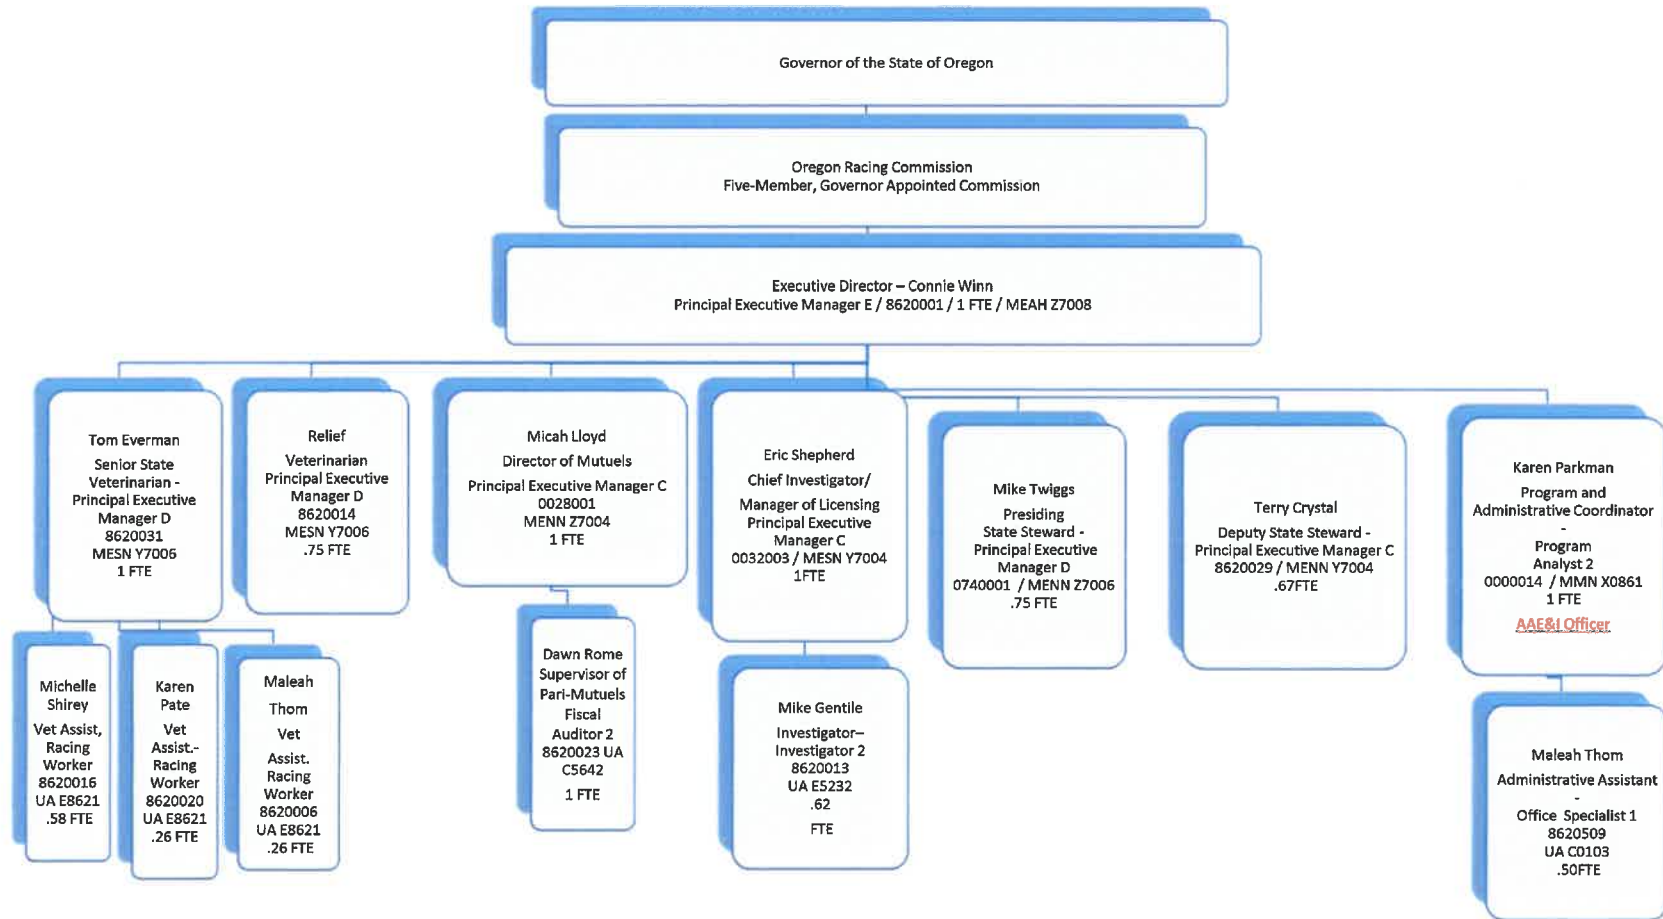 Governor of the State of Oregon
Oregon Racing Commission
Five-Member, Governor Appointed Commission
Executive Director – Connie Winn
Principal Executive Manager E / 8620001 / 1 FTE / MEAH Z7008
Tom Everman
Senior State
Veterinarian -
Principal Executive
Manager D
8620031
MESN Y7006
1 FTE
Relief
Veterinarian
Principal Executive
Manager D
8620014
MESN Y7006
.75 FTE
Micah Lloyd
Director of Mutuels
Principal Executive Manager C
0028001
MENN Z7004
1 FTE
Eric Shepherd
Chief Investigator/
Manager of Licensing
Principal Executive
Manager C
0032003 / MESN Y7004
1FTE
Mike Twiggs
Presiding
State Steward -
Principal Executive
Manager D
0740001 / MENN Z7006
.75 FTE
Terry Crystal
Deputy State Steward -
Principal Executive Manager C
8620029 / MENN Y7004
.67FTE
Karen Parkman
Program and
Administrative Coordinator
-
Program
Analyst 2
0000014 / MMN X0861
1 FTE
AAE&I Officer
Michelle
Shirey
Vet Assist,
Racing
Worker
8620016
UA E8621
.58 FTE
Karen
Pate
Vet
Assist.-
Racing
Worker
8620020
UA E8621
.26 FTE
Maleah
Thom
Vet
Assist.
Racing
Worker
8620006
UA E8621
.26 FTE
Dawn Rome
Supervisor of
Pari-Mutuels
Fiscal
Auditor 2
8620023 UA
C5642
1 FTE
Mike Gentile
Investigator–
Investigator 2
8620013
UA E5232
.62
FTE
Maleah Thom
Administrative Assistant
-
Office Specialist 1
8620509
UA C0103
.50FTE